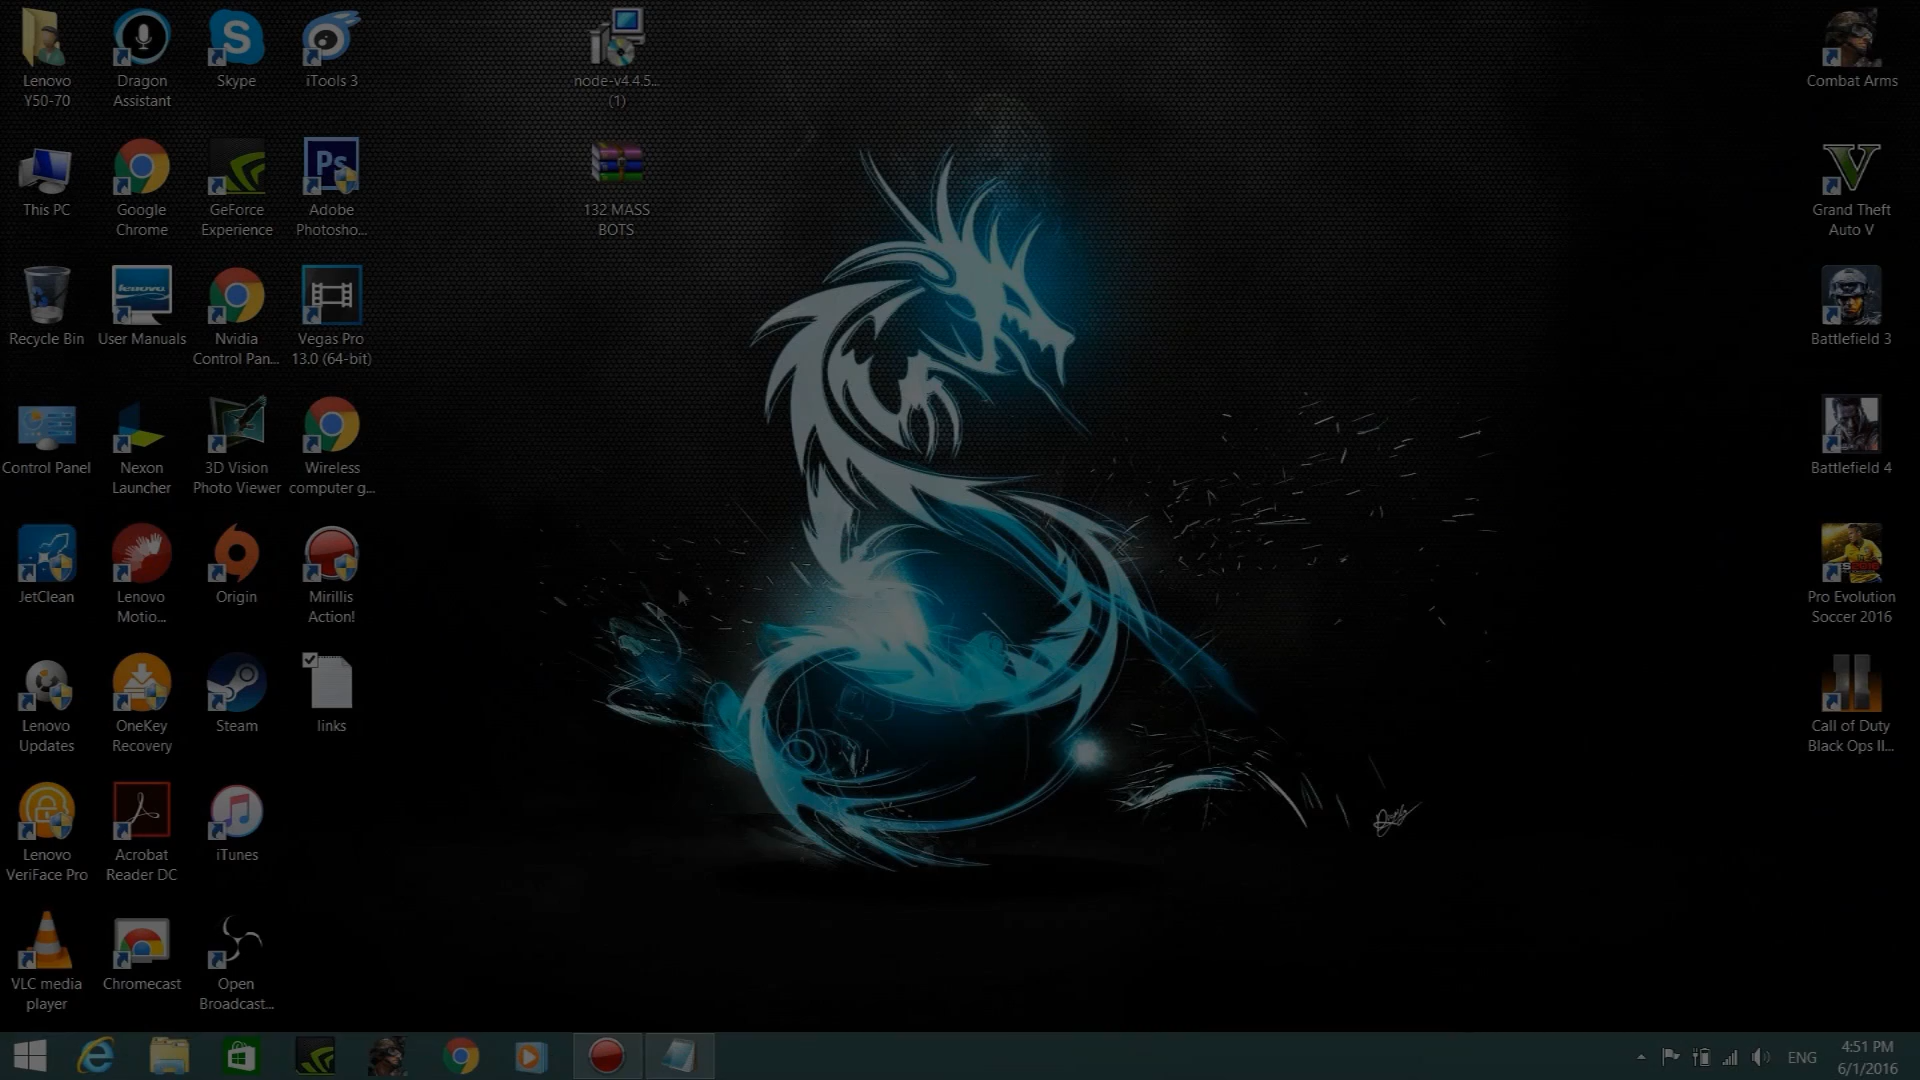 Lenovo
Y50-70
Dragon
Assistant
Skype
iTools 3
node-v4.4.5...
(1)
Combat Arms
This PC
Google
Chrome
GeForce
Experience
Ps
Adobe
Photosho...
132 MASS
BOTS
Grand Theft
Auto V
Recycle Bin
lenovo
User Manuals
Nvidia
Control Pan...
Vegas Pro
13.0 (64-bit)
Battlefield 3
Control Panel
Nexon
Launcher
3D Vision
Photo Viewer
Wireless
computer g...
Battlefield 4
JetClean
Lenovo
Motio...
Origin
Mirillis
Action!
Pro Evolution
Soccer 2016
Lenovo
Updates
OneKey
Recovery
Steam
links
Call of Duty
Black Ops II...
Lenovo
VeriFace Pro
Acrobat
Reader DC
iTunes
VLC media
player
Chromecast
Open
Broadcast...
ENG
4:51 PM
6/1/2016